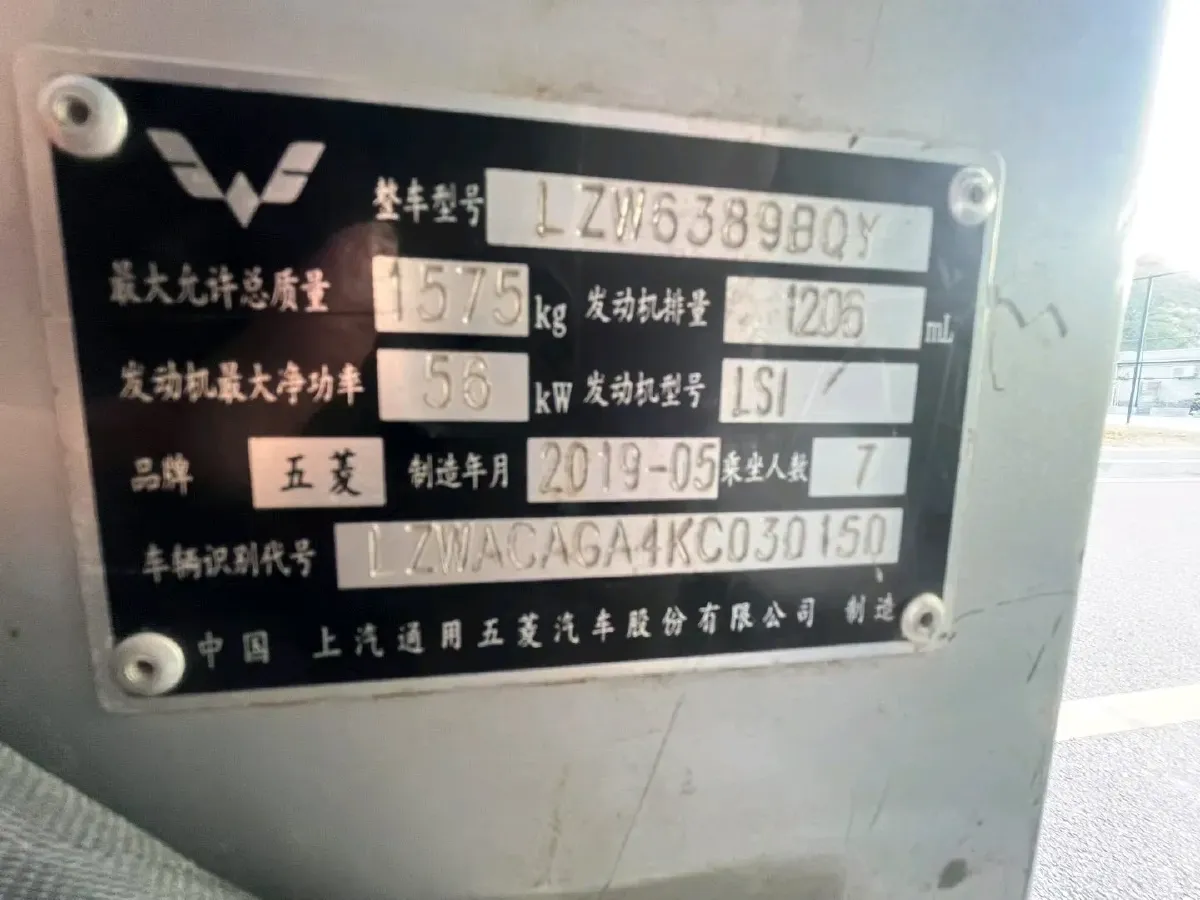 整车型号 LZW6389BQY
最大允许总质量 1575 kg 发动机排量 1206 mL
发动机最大净功率 56 kW 发动机型号 LSI
品牌 五菱 制造年月 2019-05 乘坐人数 7
车辆识别代号 LZWACAGA4KC030150
中国 上汽通用五菱汽车股份有限公司 制造